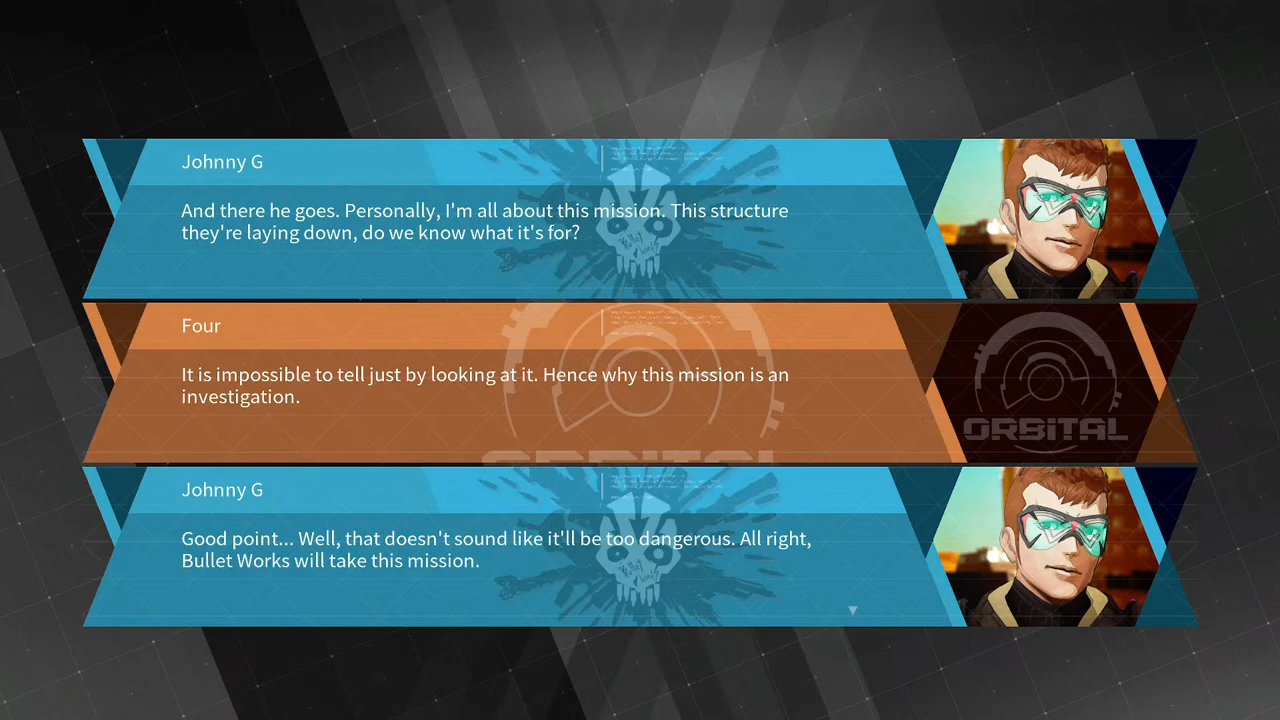 Johnny G
And there he goes. Personally, I'm all about this mission. This structure
they're laying down, do we know what it's for?
Four
It is impossible to tell just by looking at it. Hence why this mission is an
investigation.
ORBITAL
Johnny G
Good point... Well, that doesn't sound like it'll be too dangerous. All right,
Bullet Works will take this mission.